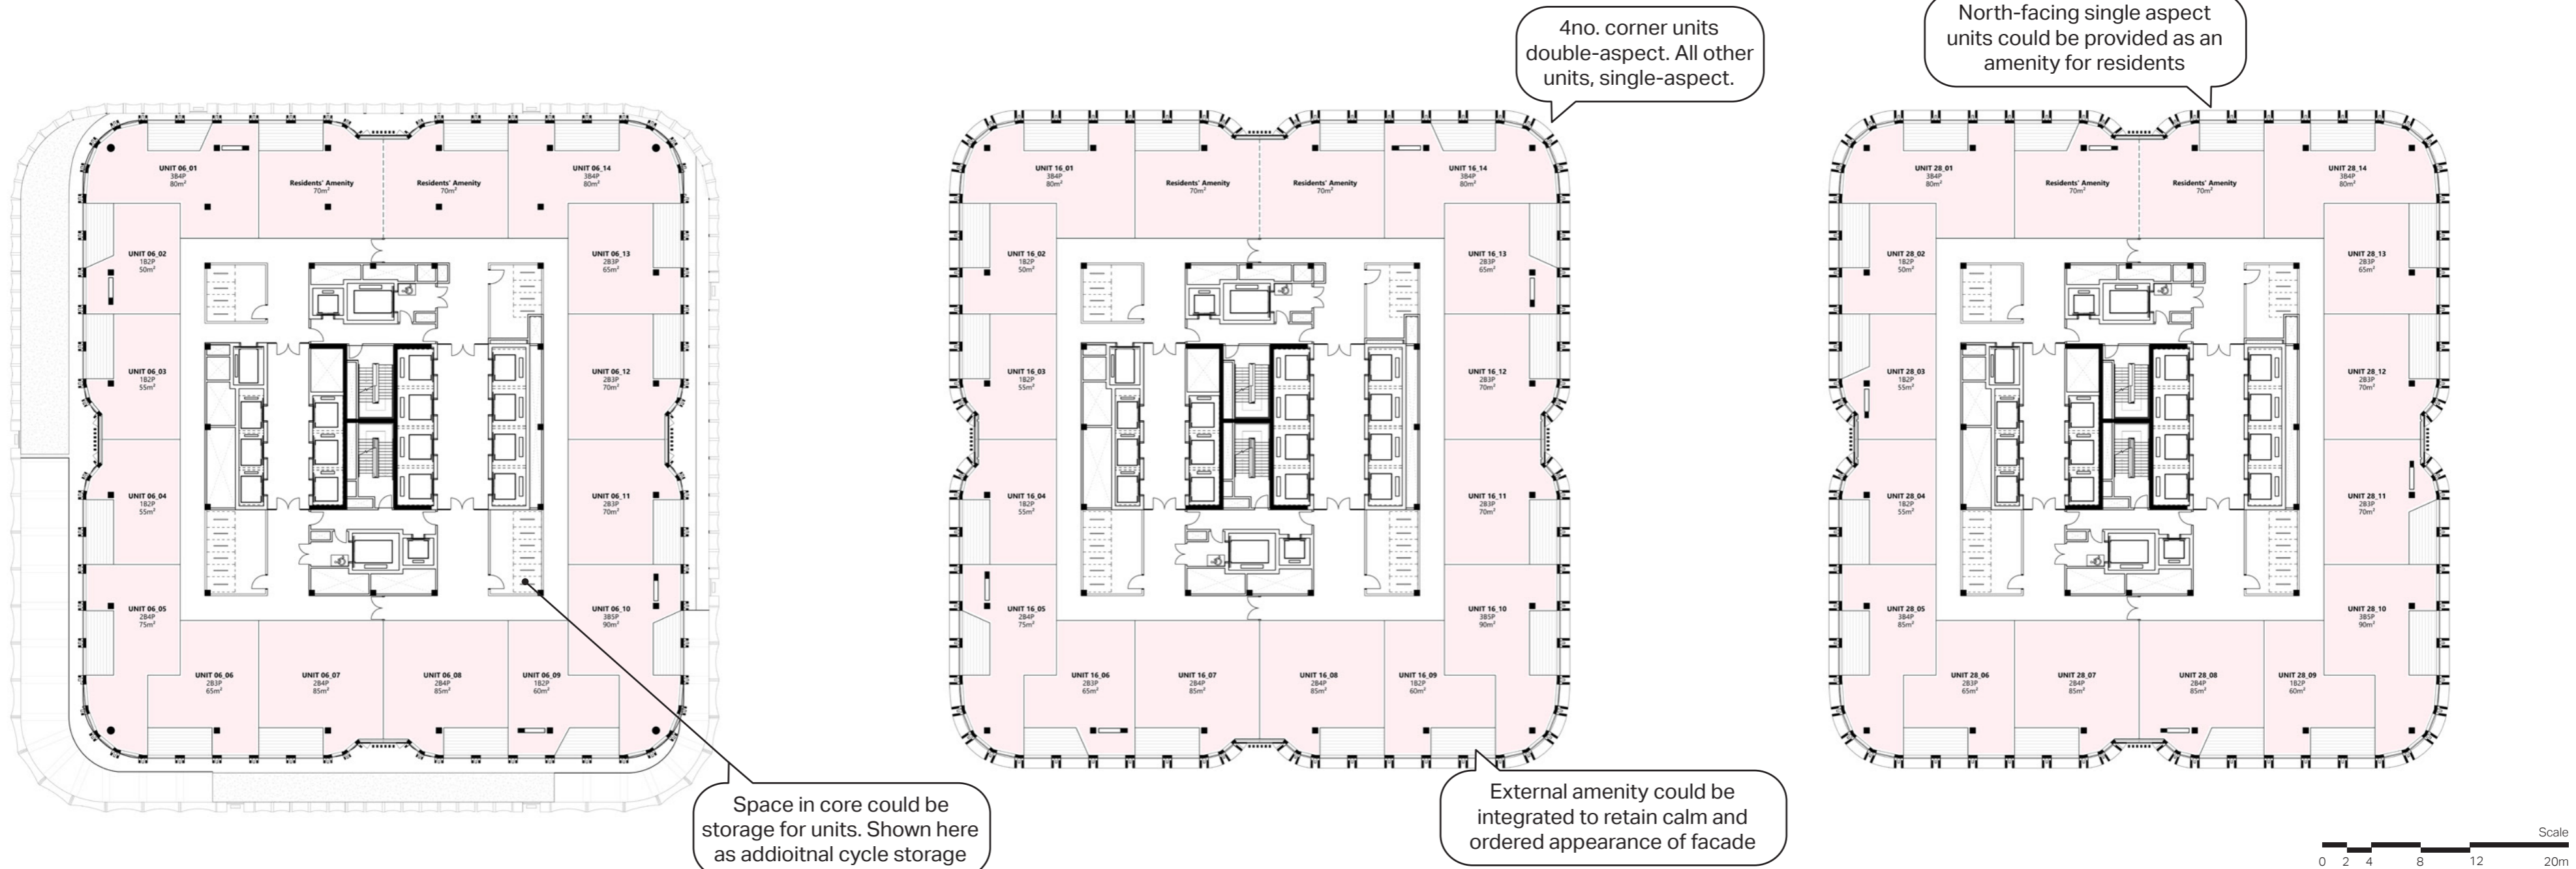 4no. corner units
double-aspect. All other
units, single-aspect.
North-facing single aspect
units could be provided as an
amenity for residents
UNIT 06_01
3B4P
80m²
Residents' Amenity
70m²
Residents' Amenity
70m²
UNIT 06_14
3B4P
80m²
UNIT 06_02
1B2P
50m²
UNIT 06_13
2B3P
65m²
UNIT 06_03
1B2P
55m²
UNIT 06_12
2B3P
70m²
UNIT 06_04
1B2P
55m²
UNIT 06_11
2B3P
70m²
UNIT 06_05
2B4P
75m²
UNIT 06_10
3B5P
90m²
UNIT 06_06
2B3P
65m²
UNIT 06_07
2B4P
85m²
UNIT 06_08
2B4P
85m²
UNIT 06_09
1B2P
60m²
UNIT 16_01
3B4P
80m²
Residents' Amenity
70m²
Residents' Amenity
70m²
UNIT 16_14
3B4P
80m²
UNIT 16_02
1B2P
50m²
UNIT 16_13
2B3P
65m²
UNIT 16_03
1B2P
55m²
UNIT 16_12
2B3P
70m²
UNIT 16_04
1B2P
55m²
UNIT 16_11
2B3P
70m²
UNIT 16_05
2B4P
75m²
UNIT 16_10
3B5P
90m²
UNIT 16_06
2B3P
65m²
UNIT 16_07
2B4P
85m²
UNIT 16_08
2B4P
85m²
UNIT 16_09
1B2P
60m²
UNIT 28_01
3B4P
80m²
Residents' Amenity
70m²
Residents' Amenity
70m²
UNIT 28_14
3B4P
80m²
UNIT 28_02
1B2P
50m²
UNIT 28_13
2B3P
65m²
UNIT 28_03
1B2P
55m²
UNIT 28_12
2B3P
70m²
UNIT 28_04
1B2P
55m²
UNIT 28_11
2B3P
70m²
UNIT 28_05
3B4P
85m²
UNIT 28_10
3B5P
90m²
UNIT 28_06
2B3P
65m²
UNIT 28_07
2B4P
85m²
UNIT 28_08
2B4P
85m²
UNIT 28_09
1B2P
60m²
Space in core could be
storage for units. Shown here
as addioitnal cycle storage
External amenity could be
integrated to retain calm and
ordered appearance of facade
Scale
0 2 4 8 12 20m